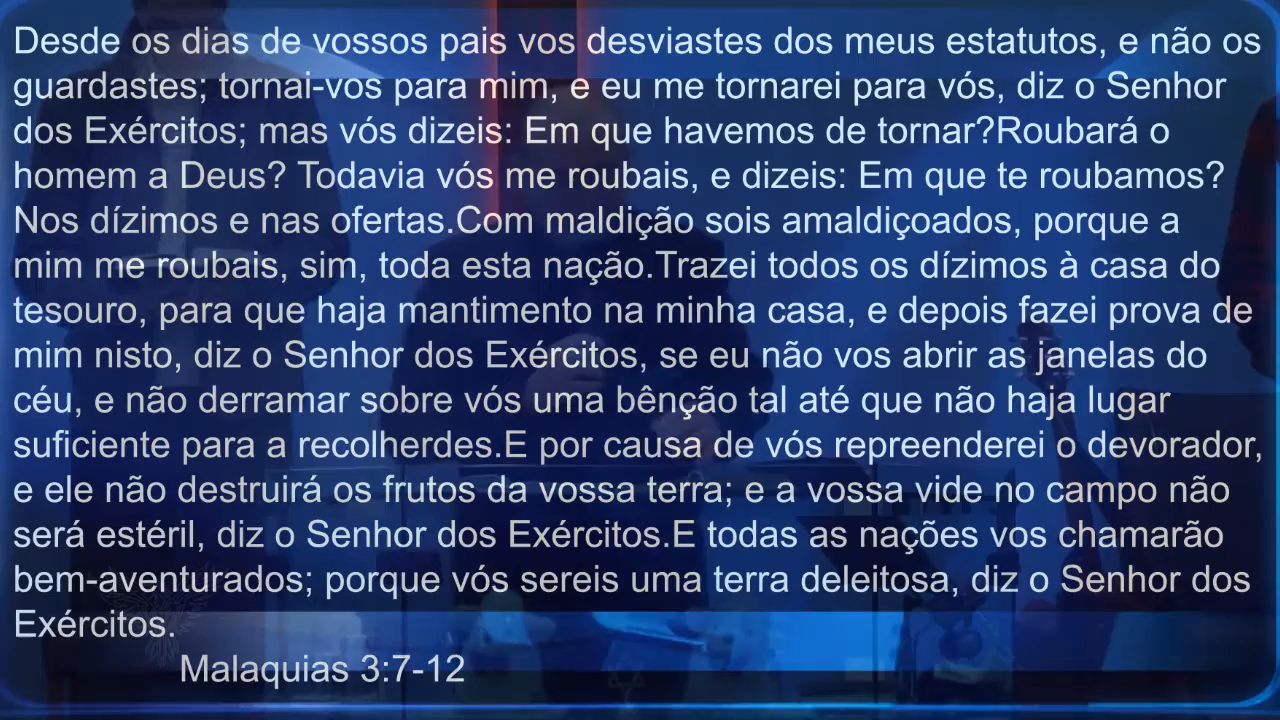 Desde os dias de vossos pais vos desviastes dos meus estatutos, e não os
guardastes; tornai-vos para mim, e eu me tornarei para vós, diz o Senhor
dos Exércitos; mas vós dizeis: Em que havemos de tornar?Roubará o
homem a Deus? Todavia vós me roubais, e dizeis: Em que te roubamos?
Nos dízimos e nas ofertas.Com maldição sois amaldiçoados, porque a
mim me roubais, sim, toda esta nação.Trazei todos os dízimos à casa do
tesouro, para que haja mantimento na minha casa, e depois fazei prova de
mim nisto, diz o Senhor dos Exércitos, se eu não vos abrir as janelas do
céu, e não derramar sobre vós uma bênção tal até que não haja lugar
suficiente para a recolherdes.E por causa de vós repreenderei o devorador,
e ele não destruirá os frutos da vossa terra; e a vossa vide no campo não
será estéril, diz o Senhor dos Exércitos.E todas as nações vos chamarão
bem-aventurados; porque vós sereis uma terra deleitosa, diz o Senhor dos
Exércitos.
Malaquias 3:7-12